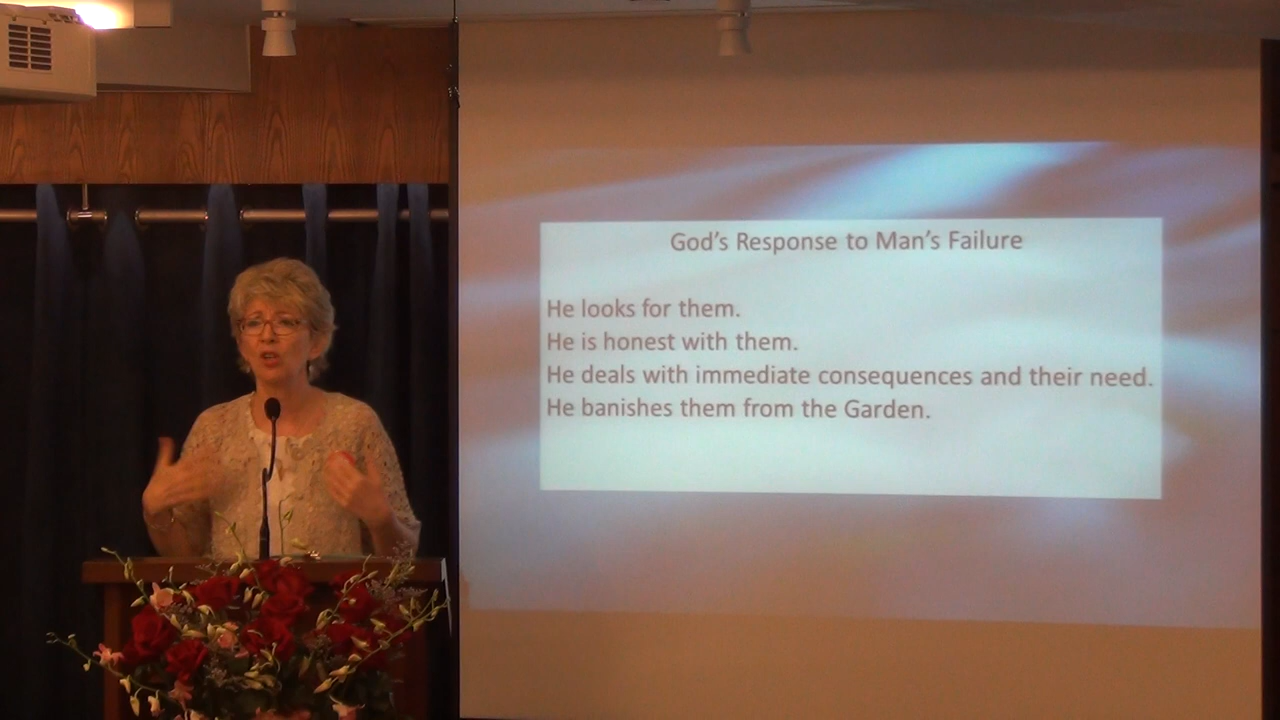 God’s Response to Man’s Failure
He looks for them.
He is honest with them.
He deals with immediate consequences and their need.
He banishes them from the Garden.